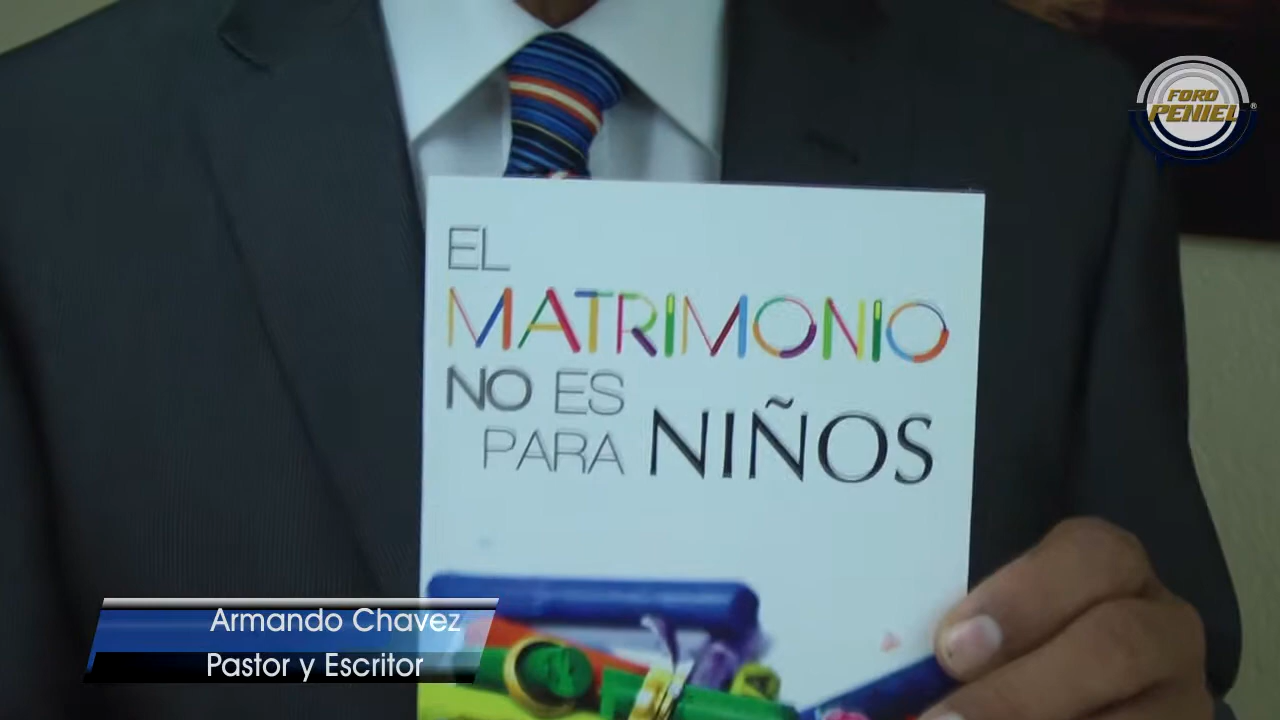 FORO
PENIEL®
EL
MATRIMONIO
NO ES
PARA NIÑOS
Armando Chavez
Pastor y Escritor